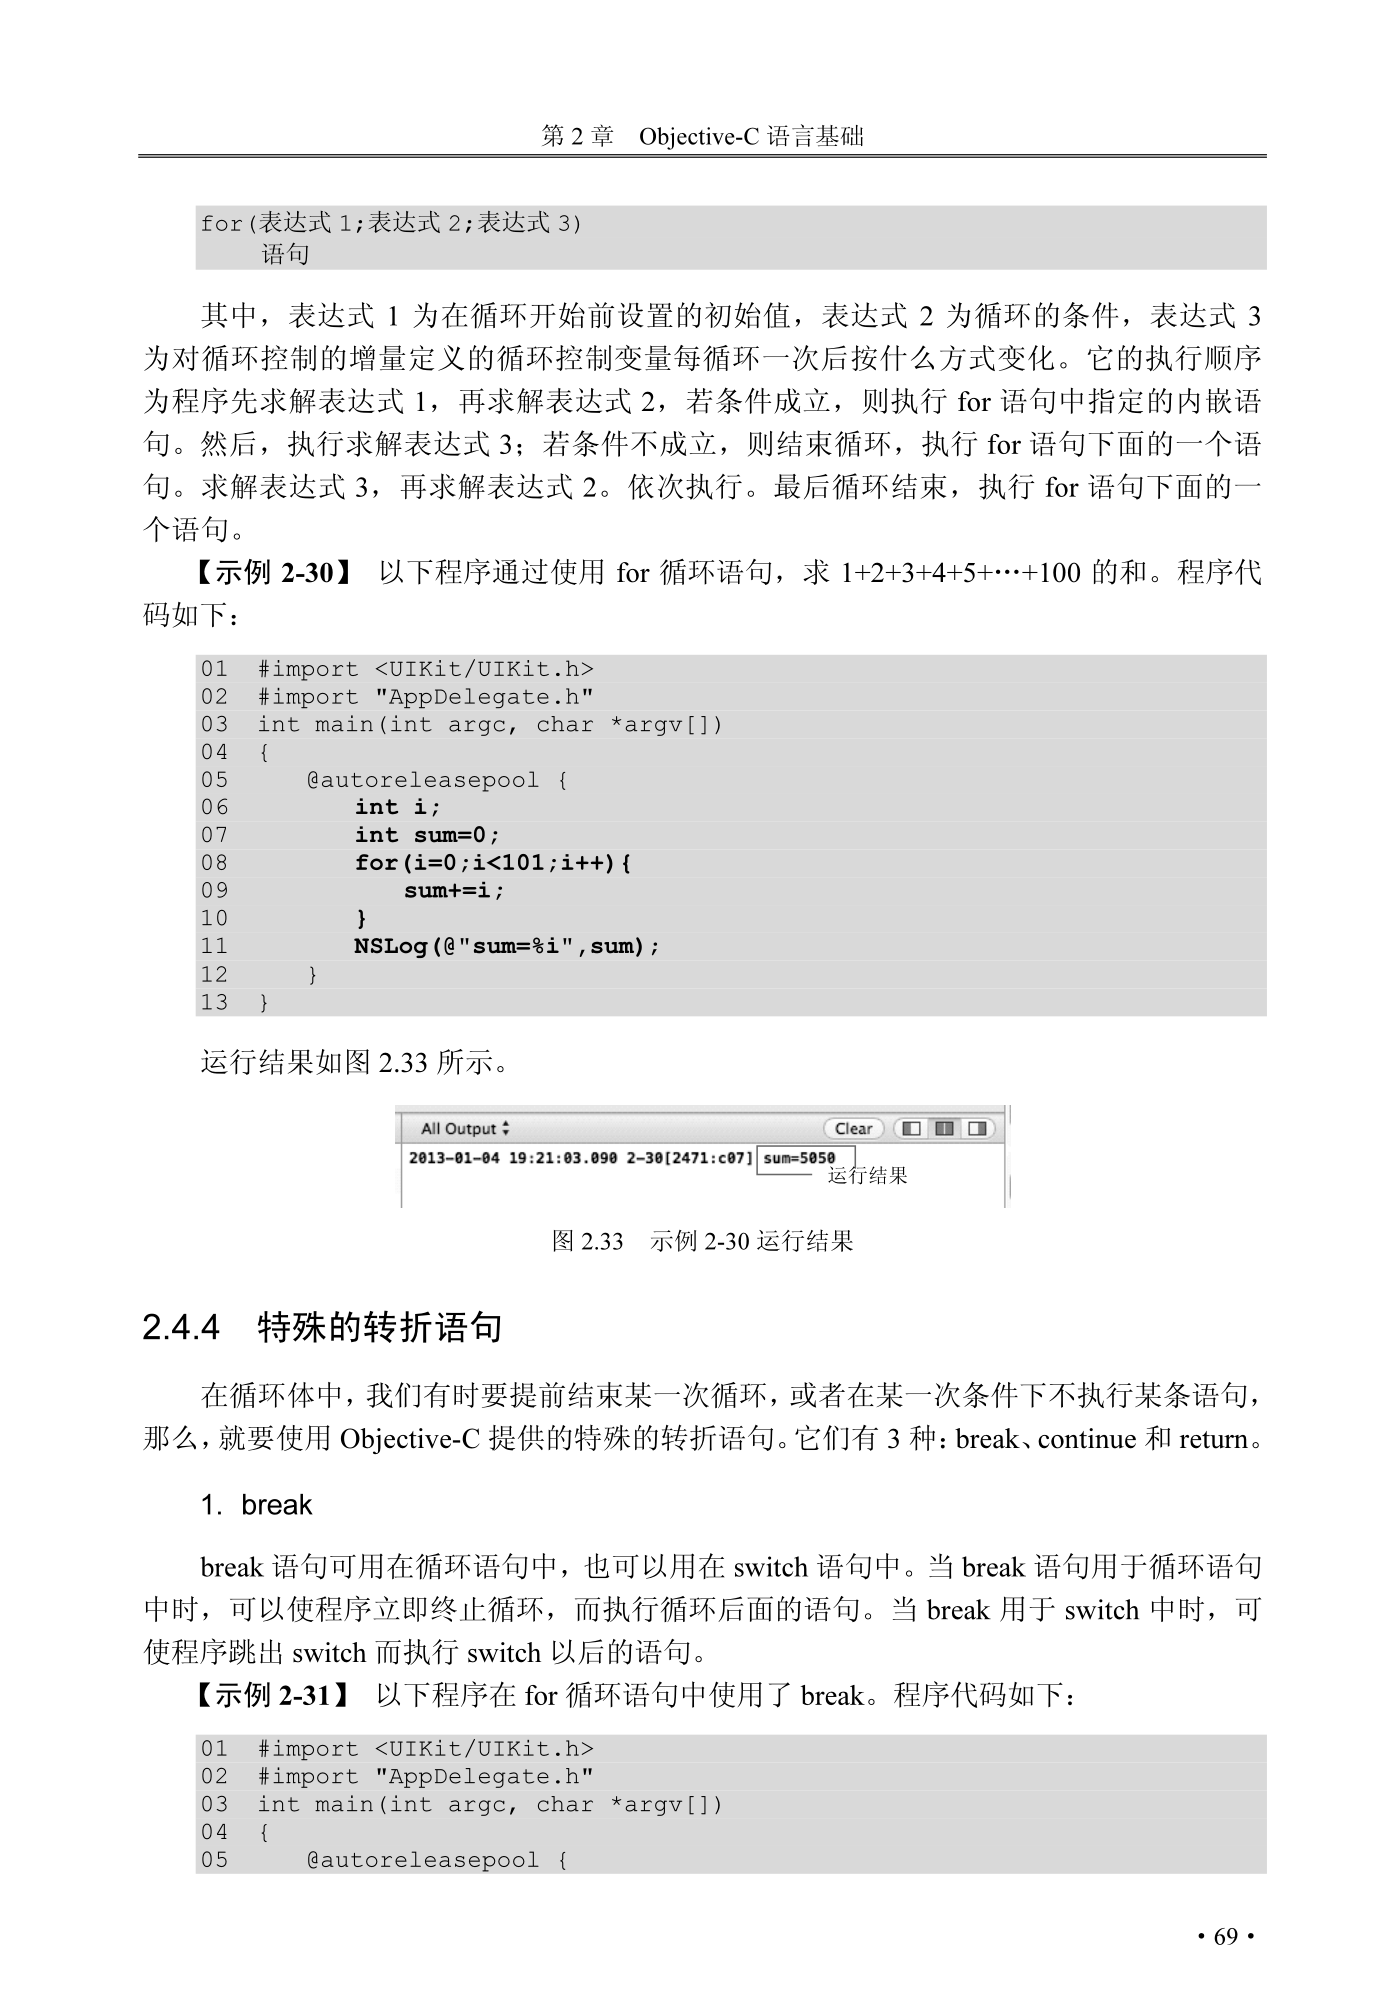 第 2 章　Objective-C 语言基础
for(表达式 1;表达式 2;表达式 3)
    语句
其中，表达式 1 为在循环开始前设置的初始值，表达式 2 为循环的条件，表达式 3
为对循环控制的增量定义的循环控制变量每循环一次后按什么方式变化。它的执行顺序
为程序先求解表达式 1，再求解表达式 2，若条件成立，则执行 for 语句中指定的内嵌语
句。然后，执行求解表达式 3；若条件不成立，则结束循环，执行 for 语句下面的一个语
句。求解表达式 3，再求解表达式 2。依次执行。最后循环结束，执行 for 语句下面的一
个语句。
【示例 2-30】 以下程序通过使用 for 循环语句，求 1+2+3+4+5+…+100 的和。程序代
码如下：
01  #import <UIKit/UIKit.h>
02  #import "AppDelegate.h"
03  int main(int argc, char *argv[])
04  {
05      @autoreleasepool {
06          int i;
07          int sum=0;
08          for(i=0;i<101;i++){
09              sum+=i;
10          }
11          NSLog(@"sum=%i",sum);
12      }
13  }
运行结果如图 2.33 所示。
All Output Clear
2013-01-04 19:21:03.090 2-30[2471:c07] sum=5050
运行结果
图 2.33　示例 2-30 运行结果
2.4.4　特殊的转折语句
在循环体中，我们有时要提前结束某一次循环，或者在某一次条件下不执行某条语句，
那么，就要使用 Objective-C 提供的特殊的转折语句。它们有 3 种：break、continue 和 return。
1．break
break 语句可用在循环语句中，也可以用在 switch 语句中。当 break 语句用于循环语句
中时，可以使程序立即终止循环，而执行循环后面的语句。当 break 用于 switch 中时，可
使程序跳出 switch 而执行 switch 以后的语句。
【示例 2-31】 以下程序在 for 循环语句中使用了 break。程序代码如下：
01  #import <UIKit/UIKit.h>
02  #import "AppDelegate.h"
03  int main(int argc, char *argv[])
04  {
05      @autoreleasepool {
• 69 •